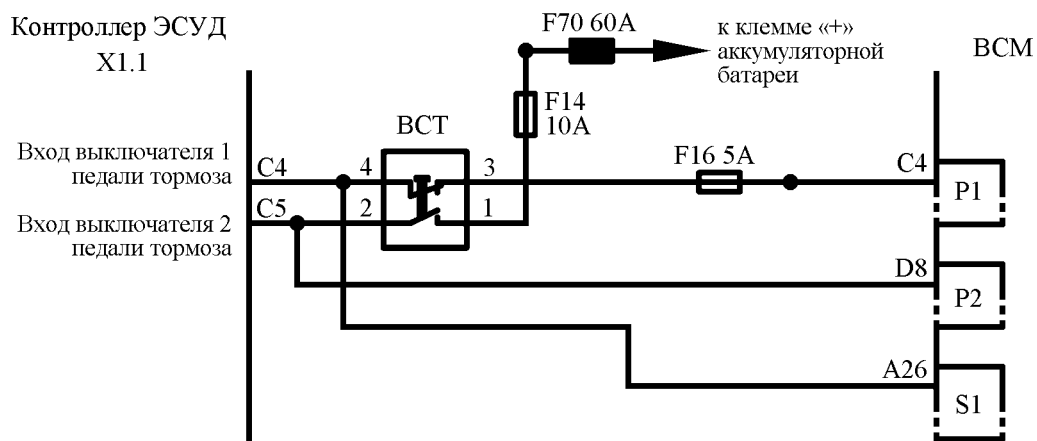 Контроллер ЭСУД
X1.1
F70 60A
к клемме «+»
аккумуляторной
батареи
BCM
F14
10A
ВСТ
Вход выключателя 1
педали тормоза
C4
4
3
F16 5A
C4
P1
Вход выключателя 2
педали тормоза
C5
2
1
D8
P2
A26
S1